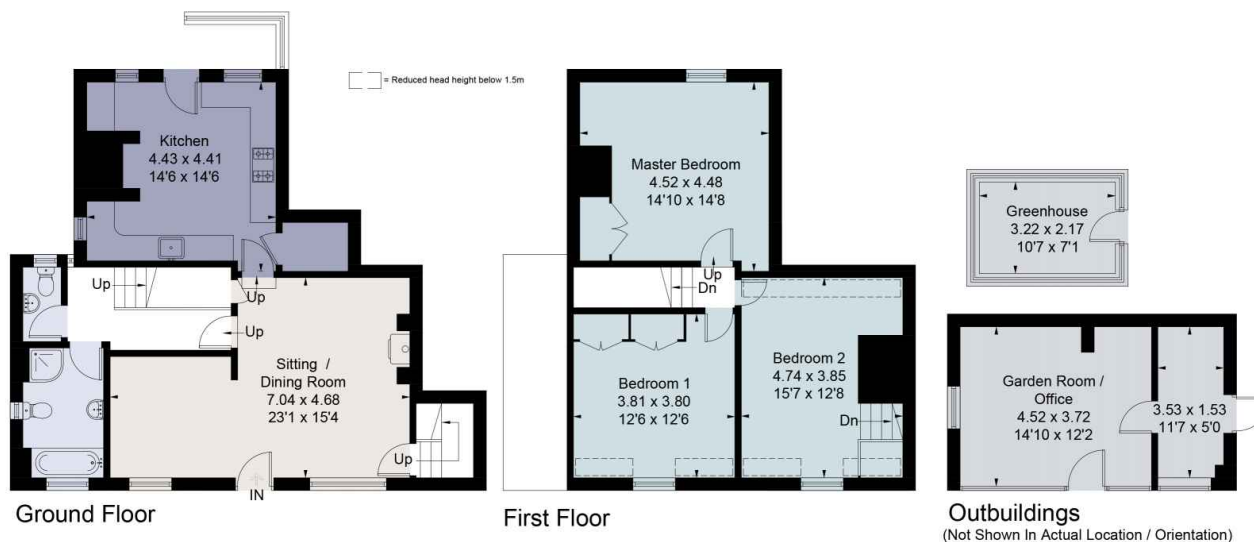 = Reduced head height below 1.5m
Kitchen
4.43 x 4.41
14'6 x 14'6
Up
Up
Up
Sitting /
Dining Room
7.04 x 4.68
23'1 x 15'4
Up
IN
Ground Floor
Master Bedroom
4.52 x 4.48
14'10 x 14'8
Up
Dn
Bedroom 1
3.81 x 3.80
12'6 x 12'6
Bedroom 2
4.74 x 3.85
15'7 x 12'8
Dn
First Floor
Greenhouse
3.22 x 2.17
10'7 x 7'1
Garden Room /
Office
4.52 x 3.72
14'10 x 12'2
3.53 x 1.53
11'7 x 5'0
Outbuildings
(Not Shown In Actual Location / Orientation)